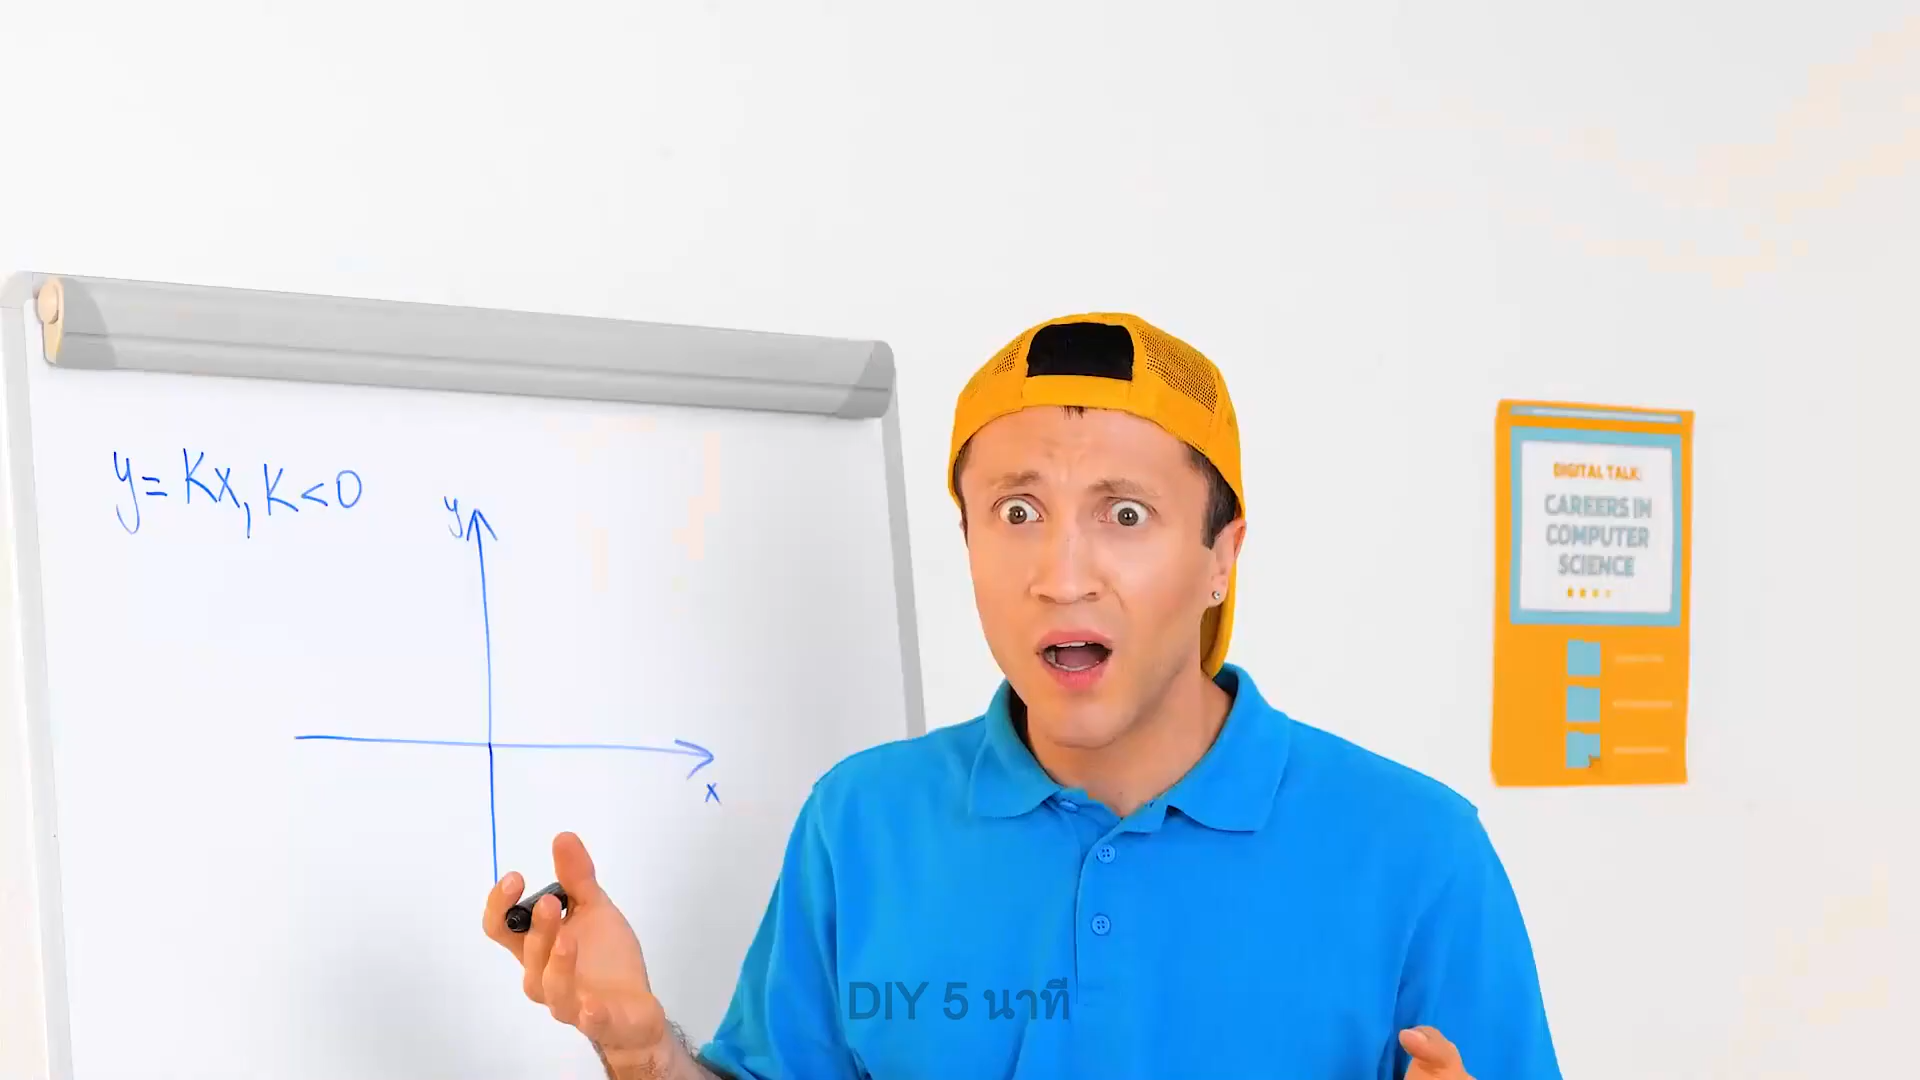 y=Kx, K<0
y
x
DIGITAL TALK:
CAREERS IN
COMPUTER
SCIENCE
DIY 5 นาที